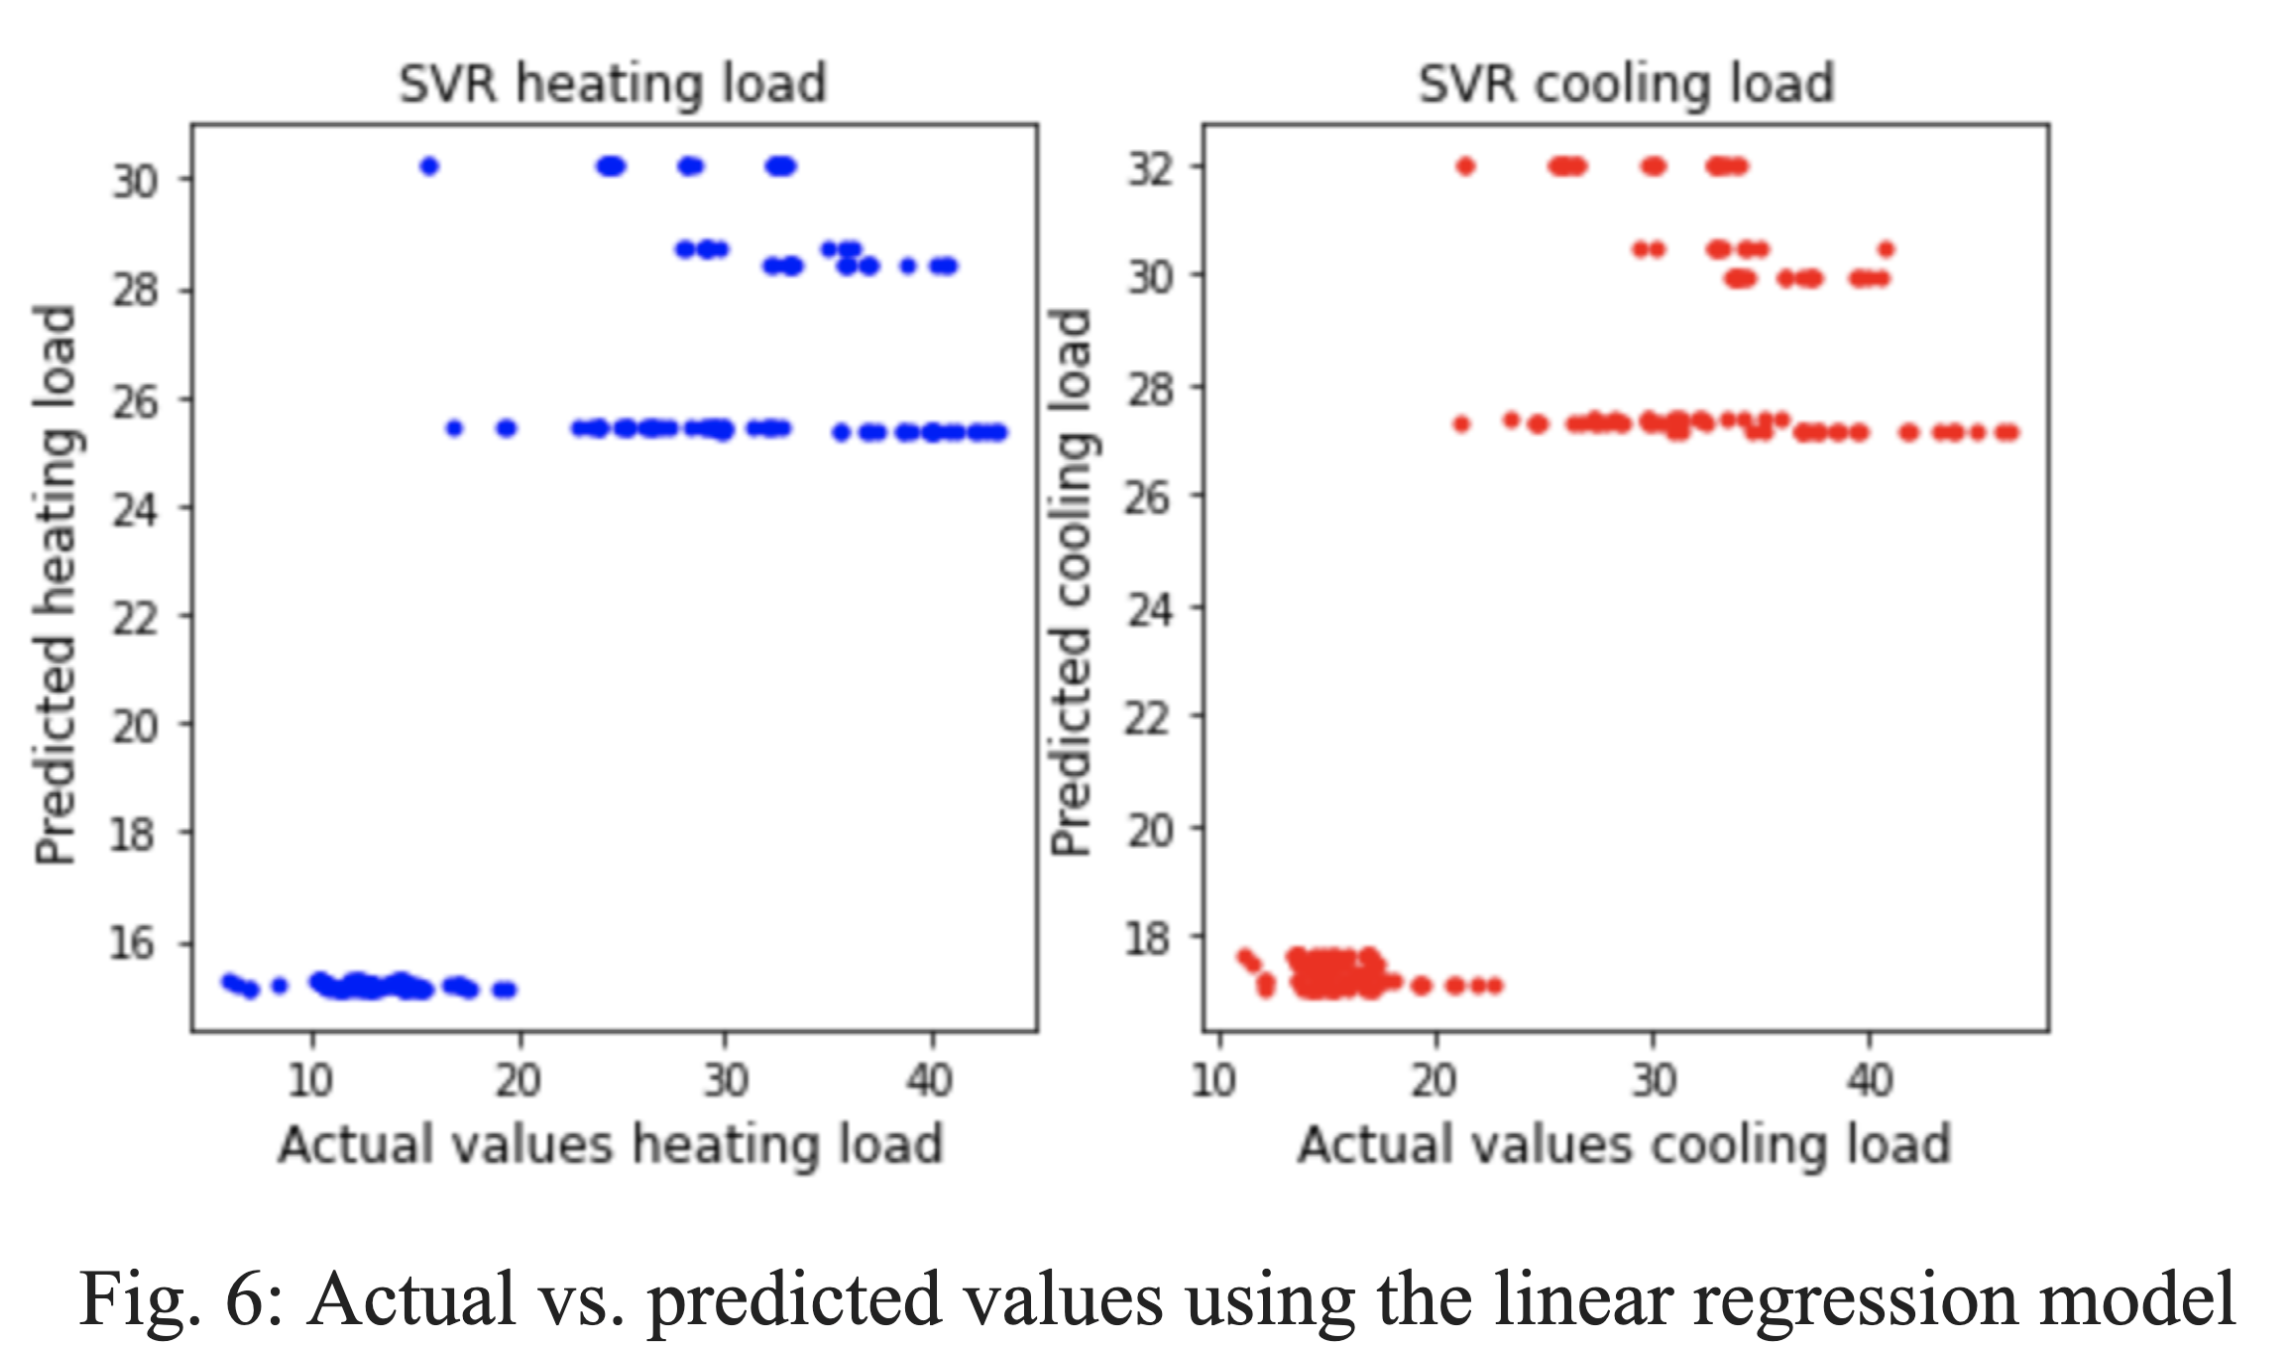 SVR heating load
Predicted heating load
30
28
26
24
22
20
18
16
10 20 30 40
Actual values heating load
SVR cooling load
Predicted cooling load
32
30
28
26
24
22
20
18
10 20 30 40
Actual values cooling load
Fig. 6: Actual vs. predicted values using the linear regression model